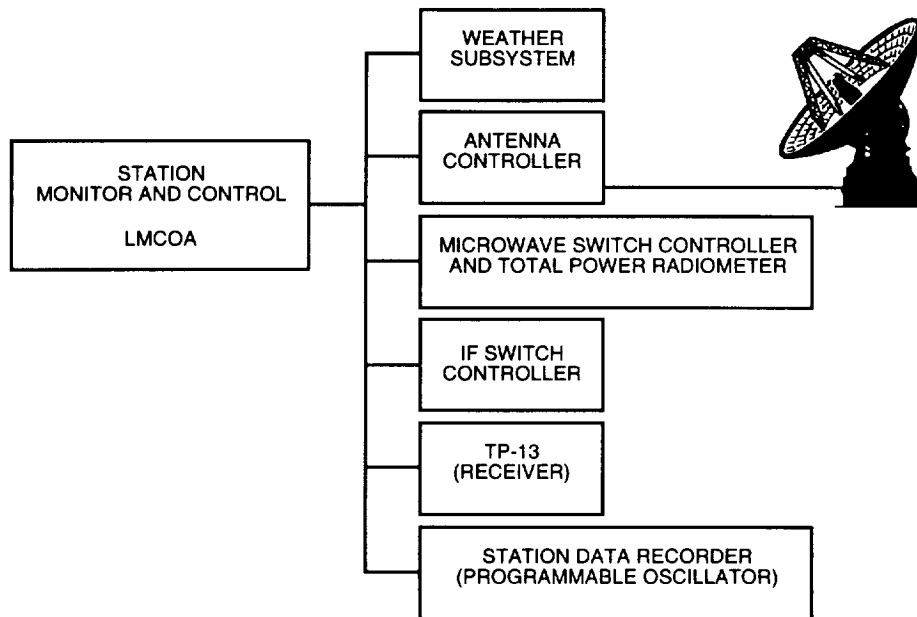 WEATHER
SUBSYSTEM
STATION
MONITOR AND CONTROL
LMCOA
ANTENNA
CONTROLLER
MICROWAVE SWITCH CONTROLLER
AND TOTAL POWER RADIOMETER
IF SWITCH
CONTROLLER
TP-13
(RECEIVER)
STATION DATA RECORDER
(PROGRAMMABLE OSCILLATOR)